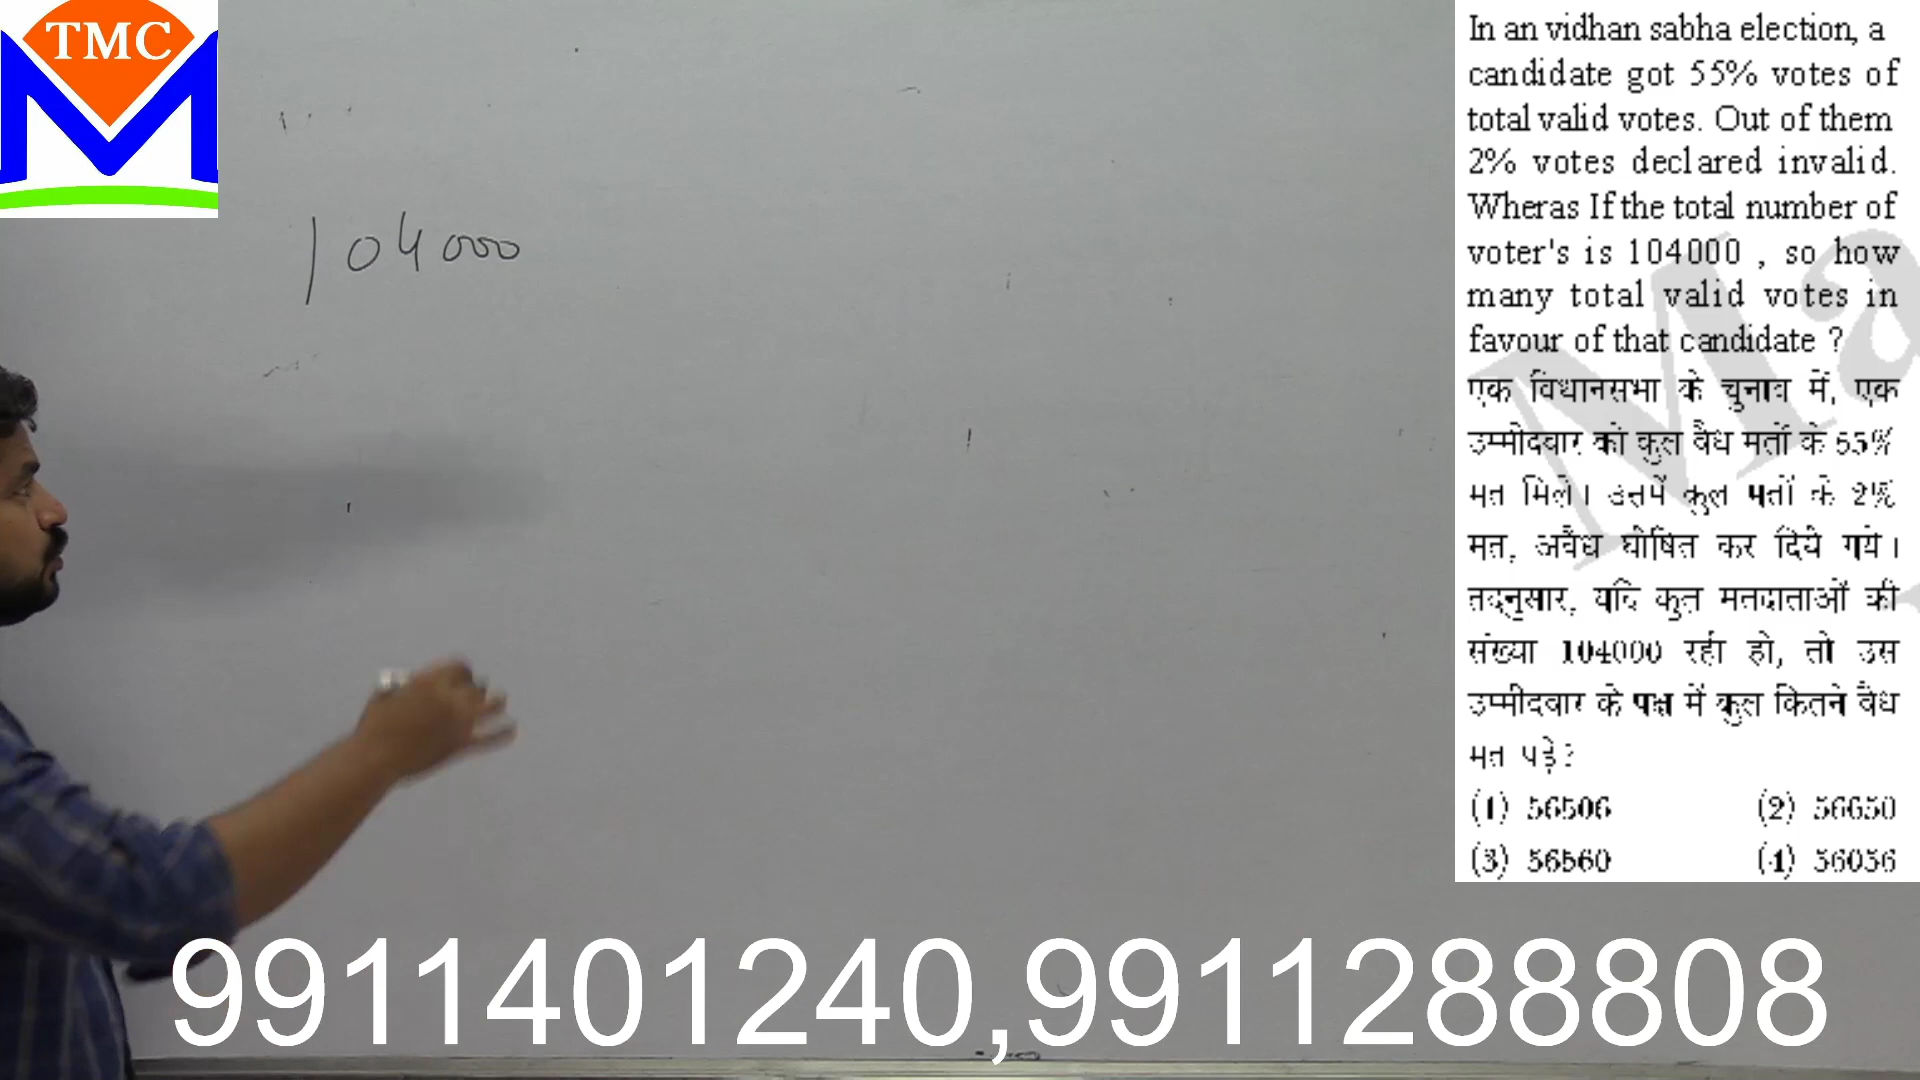 TMC
104000
In an vidhan sabha election, a
candidate got 55% votes of
total valid votes. Out of them
2% votes declared invalid.
Wheras If the total number of
voter's is 104000 , so how
many total valid votes in
favour of that candidate ?
एक विधानसभा के चुनाव में, एक
उम्मीदवार को कुल वैध मतों के 55%
मत मिले। उनमें कुल मतों के 2%
मत, अवैध घोषित कर दिये गये।
तद्नुसार, यदि कुल मतदाताओं की
संख्या 104000 रही हो, तो उस
उम्मीदवार के पक्ष में कुल कितने वैध
मत पड़े?
(1) 56506 (2) 56650
(3) 56560 (4) 56056
9911401240,9911288808